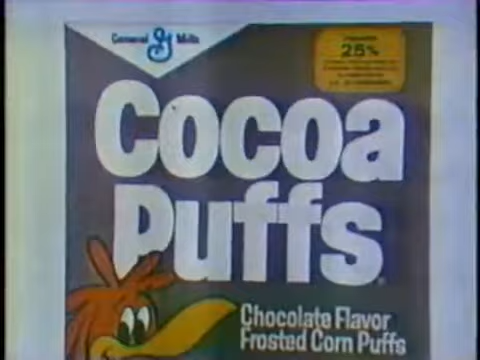 General G Mills
25%
Cocoa
Puffs
Chocolate Flavor
Frosted Corn Puffs